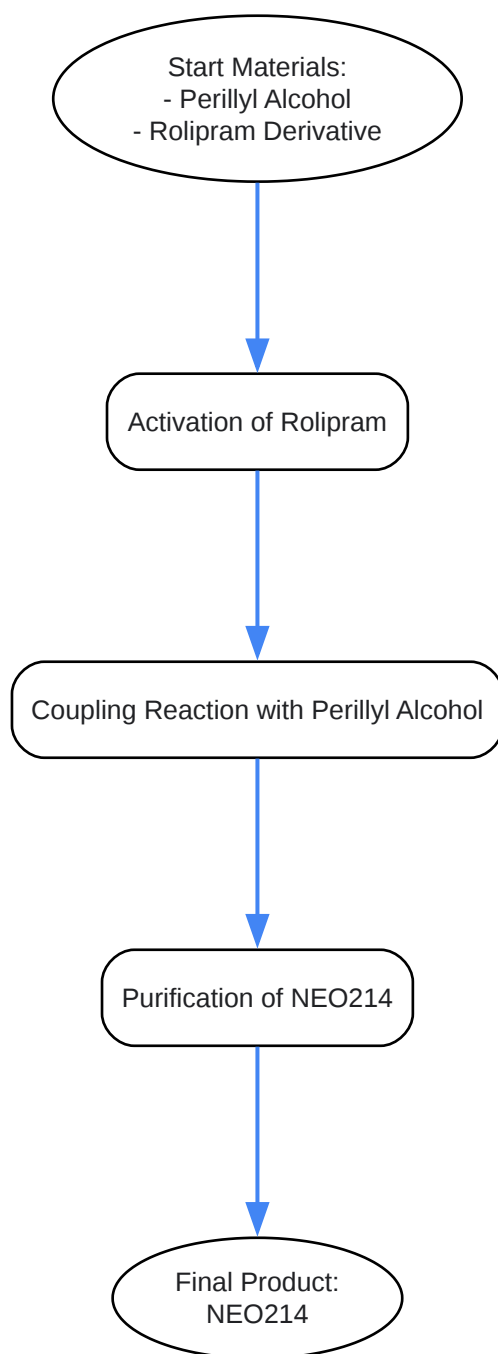 Start Materials:
- Perillyl Alcohol
- Rolipram Derivative
Activation of Rolipram
Coupling Reaction with Perillyl Alcohol
Purification of NEO214
Final Product:
NEO214